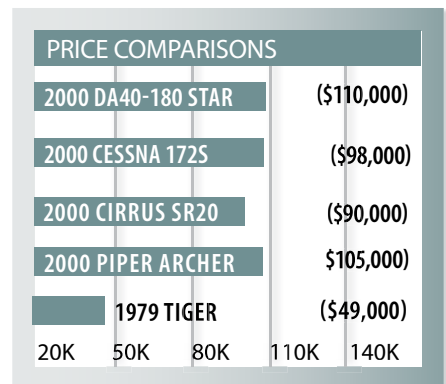 PRICE COMPARISONS
2000 DA40-180 STAR ($110,000)
2000 CESSNA 172S ($98,000)
2000 CIRRUS SR20 ($90,000)
2000 PIPER ARCHER $105,000)
1979 TIGER ($49,000)
20K 50K 80K 110K 140K